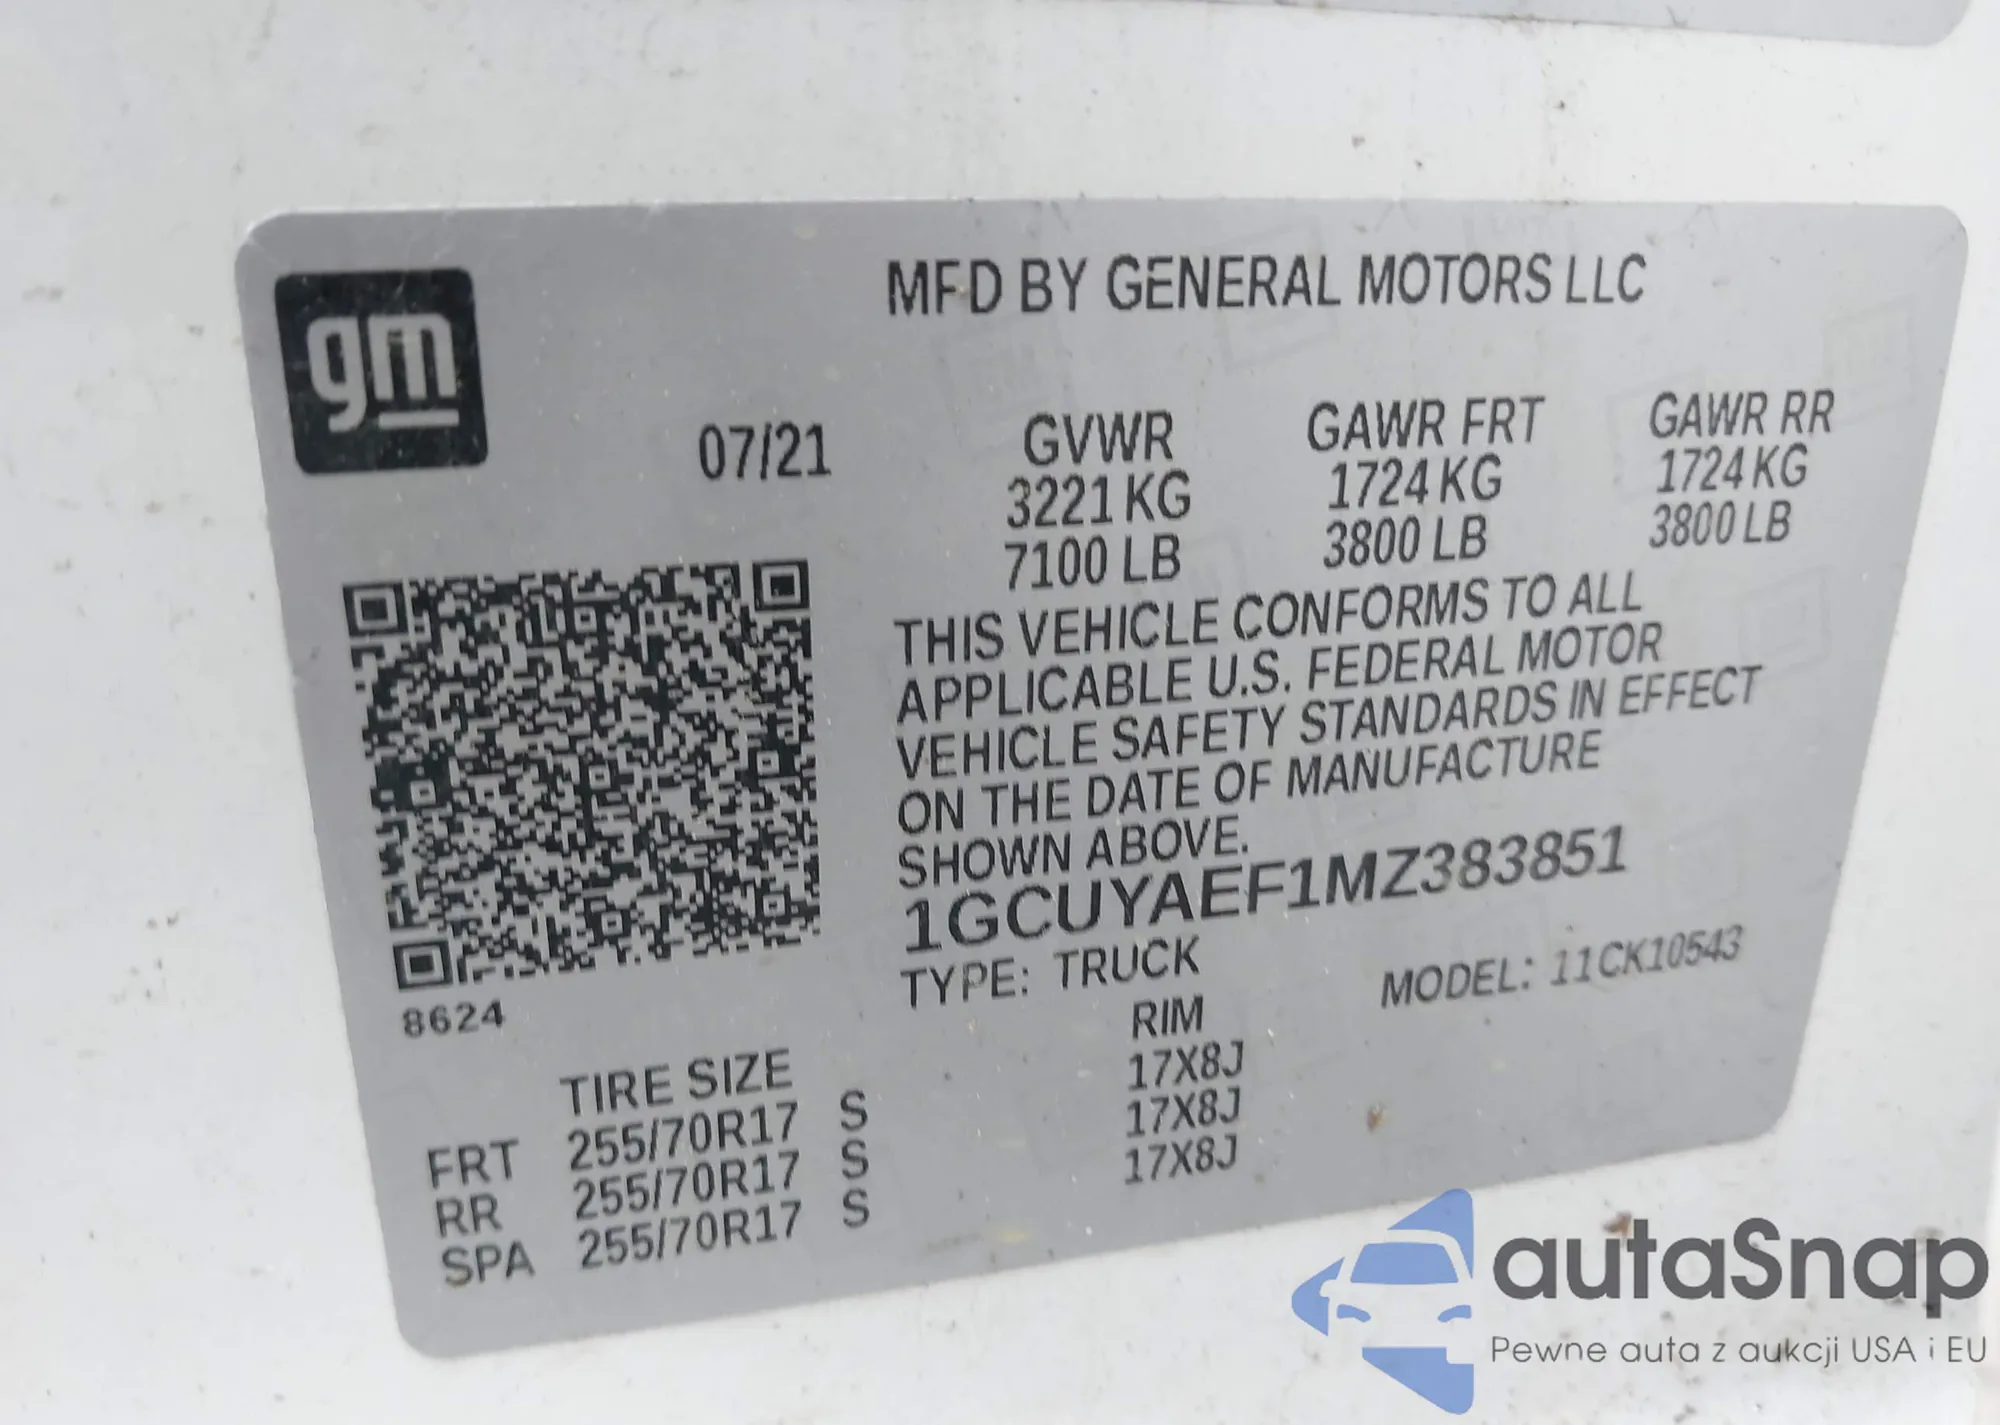 gm
MFD BY GENERAL MOTORS LLC
07/21
GVWR GAWR FRT GAWR RR
3221 KG 1724 KG 1724 KG
7100 LB 3800 LB 3800 LB
THIS VEHICLE CONFORMS TO ALL
APPLICABLE U.S. FEDERAL MOTOR
VEHICLE SAFETY STANDARDS IN EFFECT
ON THE DATE OF MANUFACTURE
SHOWN ABOVE.
1GCUYAEF1MZ383851
TYPE: TRUCK MODEL: 11CK10543
8624
TIRE SIZE RIM
FRT 255/70R17 S 17X8J
RR 255/70R17 S 17X8J
SPA 255/70R17 S 17X8J
autaSnap
Pewne auta z aukcji USA i EU